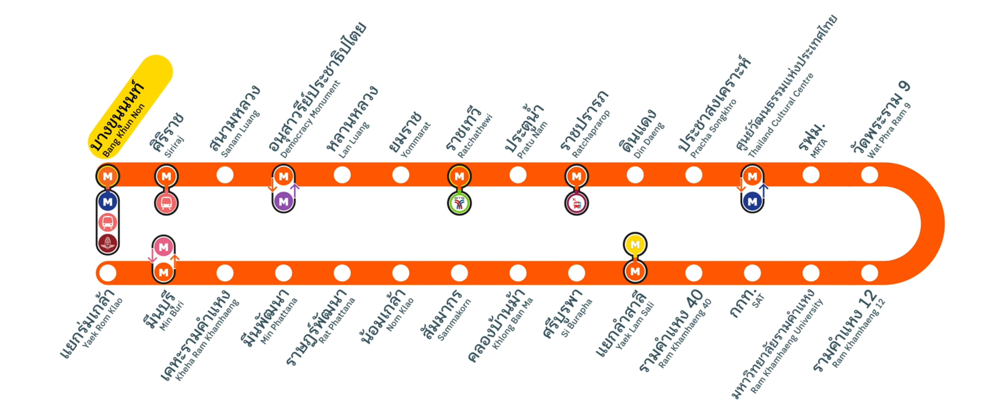 บางขุนนนท์
Bang Khun Non
ศิริราช
Siriraj
สนามหลวง
Sanam Luang
อนุสาวรีย์ประชาธิปไตย
Democracy Monument
หลานหลวง
Lan Luang
ยมราช
Yommarat
ราชเทวี
Ratchathewi
ประตูน้ำ
Pratu Nam
ราชปรารภ
Ratchaprarop
ดินแดง
Din Daeng
ประชาสงเคราะห์
Pracha Songkhro
ศูนย์วัฒนธรรมแห่งประเทศไทย
Thailand Cultural Centre
รฟม.
MRTA
วัดพระราม 9
Wat Phra Ram 9
M
M
M
M
BTS
M
M
M
M
M
M
M
M
M
แยกร่มเกล้า
Yaek Rom Klao
มีนบุรี
Min Buri
เคหะรามคำแหง
Kheha Ram Khamhaeng
มีนพัฒนา
Min Phattana
ราษฎร์พัฒนา
Rat Phattana
น้อมเกล้า
Nom Klao
สัมมากร
Sammakorn
คลองบ้านม้า
Khlong Ban Ma
ศรีบูรพา
Si Burapha
แยกลำสาลี
Yaek Lam Sali
รามคำแหง 40
Ram Khamhaeng 40
กกท.
SAT
มหาวิทยาลัยรามคำแหง
Ram Khamhaeng University
รามคำแหง 12
Ram Khamhaeng 12